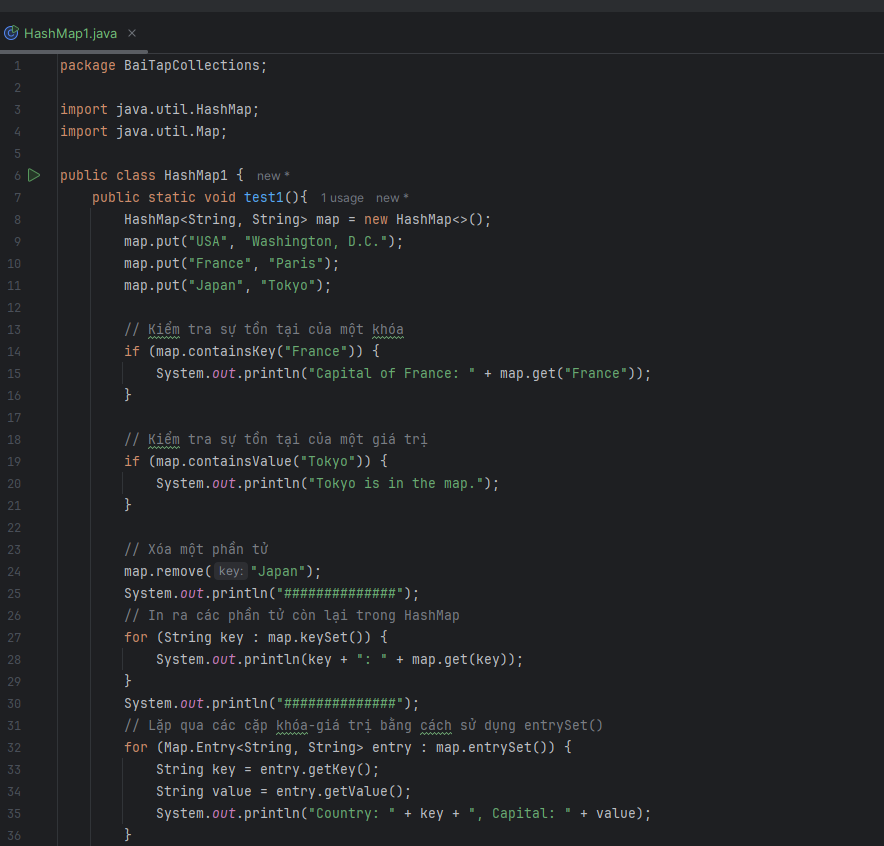 HashMap1.java ×
1 package BaiTapCollections;
2
3 import java.util.HashMap;
4 import java.util.Map;
5
6 public class HashMap1 { new *
7 public static void test1(){ 1 usage new *
8 HashMap<String, String> map = new HashMap<>();
9 map.put("USA", "Washington, D.C.");
10 map.put("France", "Paris");
11 map.put("Japan", "Tokyo");
12
13 // Kiểm tra sự tồn tại của một khóa
14 if (map.containsKey("France")) {
15 System.out.println("Capital of France: " + map.get("France"));
16 }
17
18 // Kiểm tra sự tồn tại của một giá trị
19 if (map.containsValue("Tokyo")) {
20 System.out.println("Tokyo is in the map.");
21 }
22
23 // Xóa một phần tử
24 map.remove( key: "Japan");
25 System.out.println("##############");
26 // In ra các phần tử còn lại trong HashMap
27 for (String key : map.keySet()) {
28 System.out.println(key + ": " + map.get(key));
29 }
30 System.out.println("##############");
31 // Lặp qua các cặp khóa-giá trị bằng cách sử dụng entrySet()
32 for (Map.Entry<String, String> entry : map.entrySet()) {
33 String key = entry.getKey();
34 String value = entry.getValue();
35 System.out.println("Country: " + key + ", Capital: " + value);
36 }